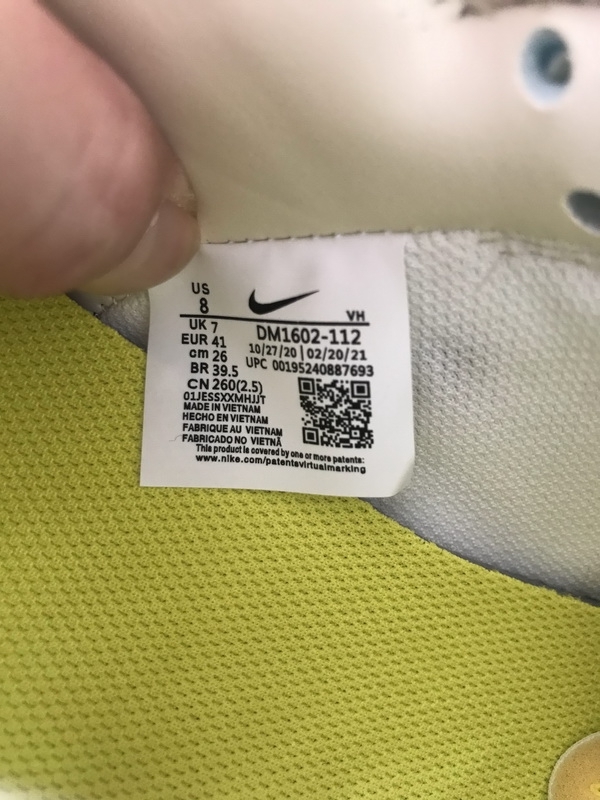 US
8
VH
UK 7
EUR 41
cm 26
BR 39.5
CN 260(2.5)
DM1602-112
10/27/20 | 02/20/21
UPC 00195240887693
01JESSXXMHJJT
MADE IN VIETNAM
HECHO EN VIETNAM
FABRIQUE AU VIETNAM
FABRICADO NO VIETNÃ
This product is covered by one or more patents:
www.nike.com/patentsvirtualmarking